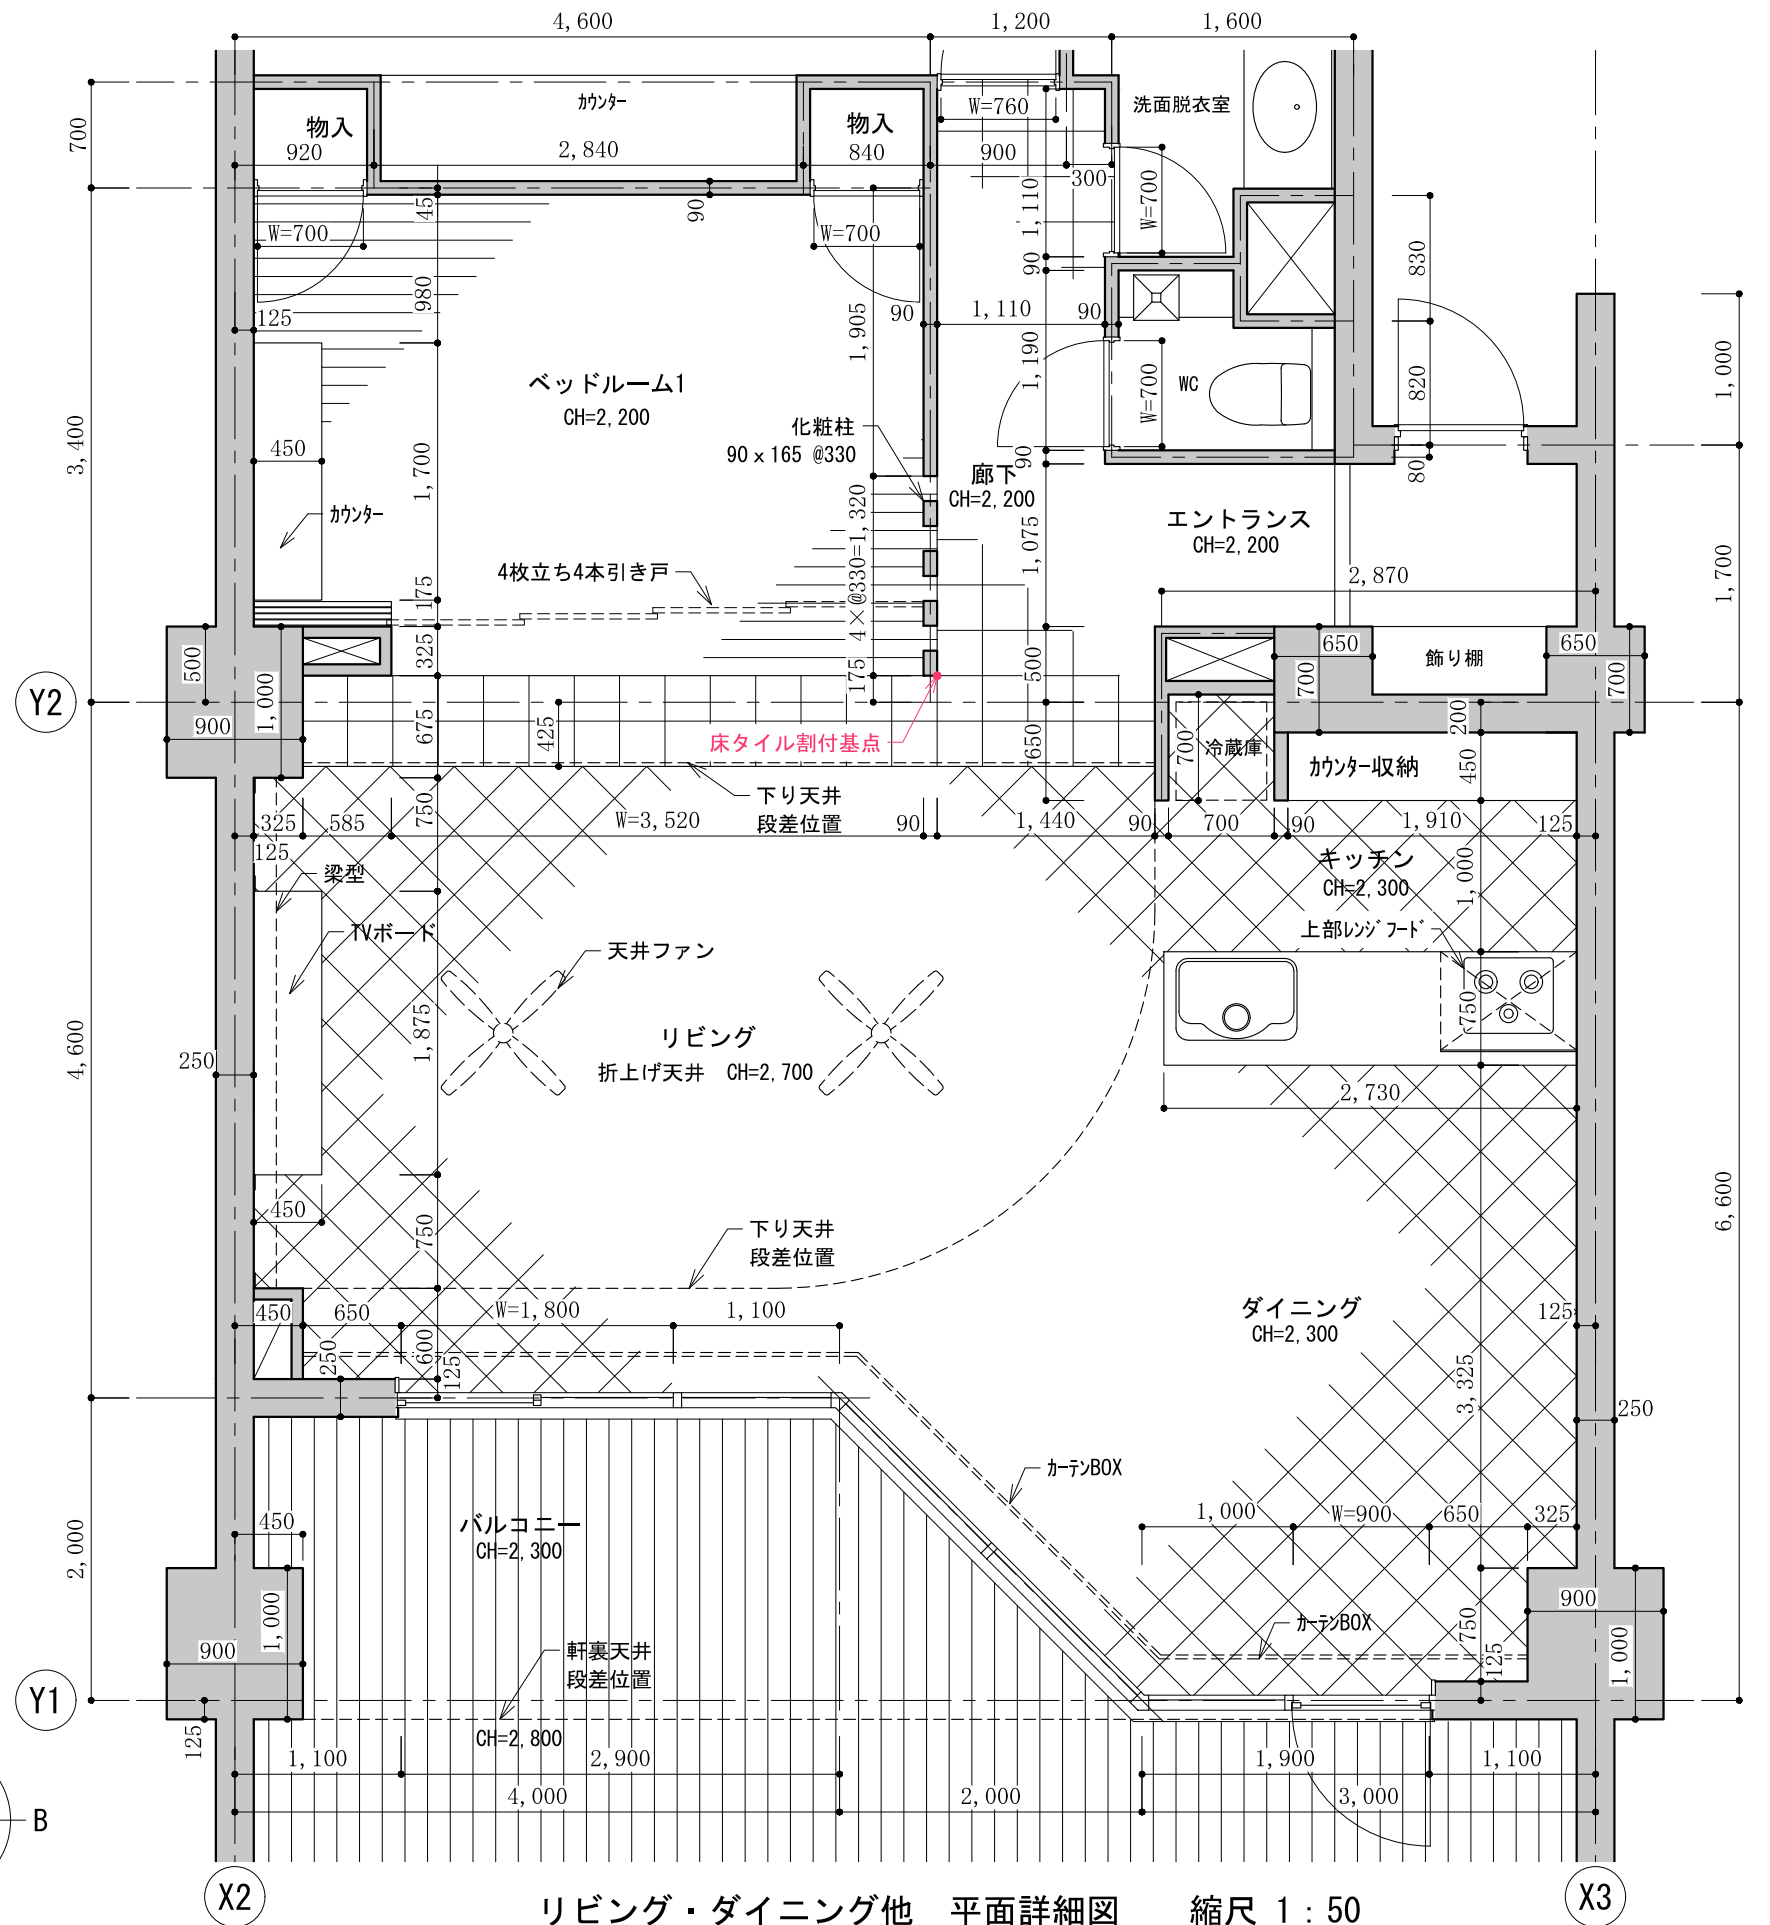 4,600
1,200
1,600
700
物入
カウンター
物入
W=760
洗面脱衣室
920
2,840
840
900
300
45
90
1,110
W=700
W=700
W=700
90
830
980
125
1,905
90
1,110
90
1,190
W=700
WC
820
1,000
3,400
ベッドルーム1
CH=2,200
450
1,700
化粧柱
90 x 165 @330
90
80
廊下
CH=2,200
カウンター
4×@330=1,320
1,075
エントランス
CH=2,200
1,700
4枚立ち4本引き戸
175
2,870
500
325
175
500
650
飾り棚
650
700
700
Y2
1,000
900
675
425
床タイル割付基点
650
700
冷蔵庫
200
カウンター収納
450
750
下り天井
段差位置
325
585
W=3,520
90
1,440
90
700
90
1,910
125
125
梁型
キッチン
CH=2,300
1,000
TVボード
天井ファン
上部レンジフード
4,600
250
1,875
リビング
折上げ天井 CH=2,700
750
2,730
450
750
下り天井
段差位置
6,600
450
650
W=1,800
1,100
ダイニング
CH=2,300
125
250
600
125
3,325
250
カーテンBOX
2,000
450
バルコニー
CH=2,300
1,000
W=900
650
325
1,000
900
軒裏天井
段差位置
カーテンBOX
900
750
125
1,000
Y1
125
CH=2,800
1,100
2,900
1,900
1,100
4,000
2,000
3,000
B
X2
X3
リビング・ダイニング他 平面詳細図 縮尺 1：50